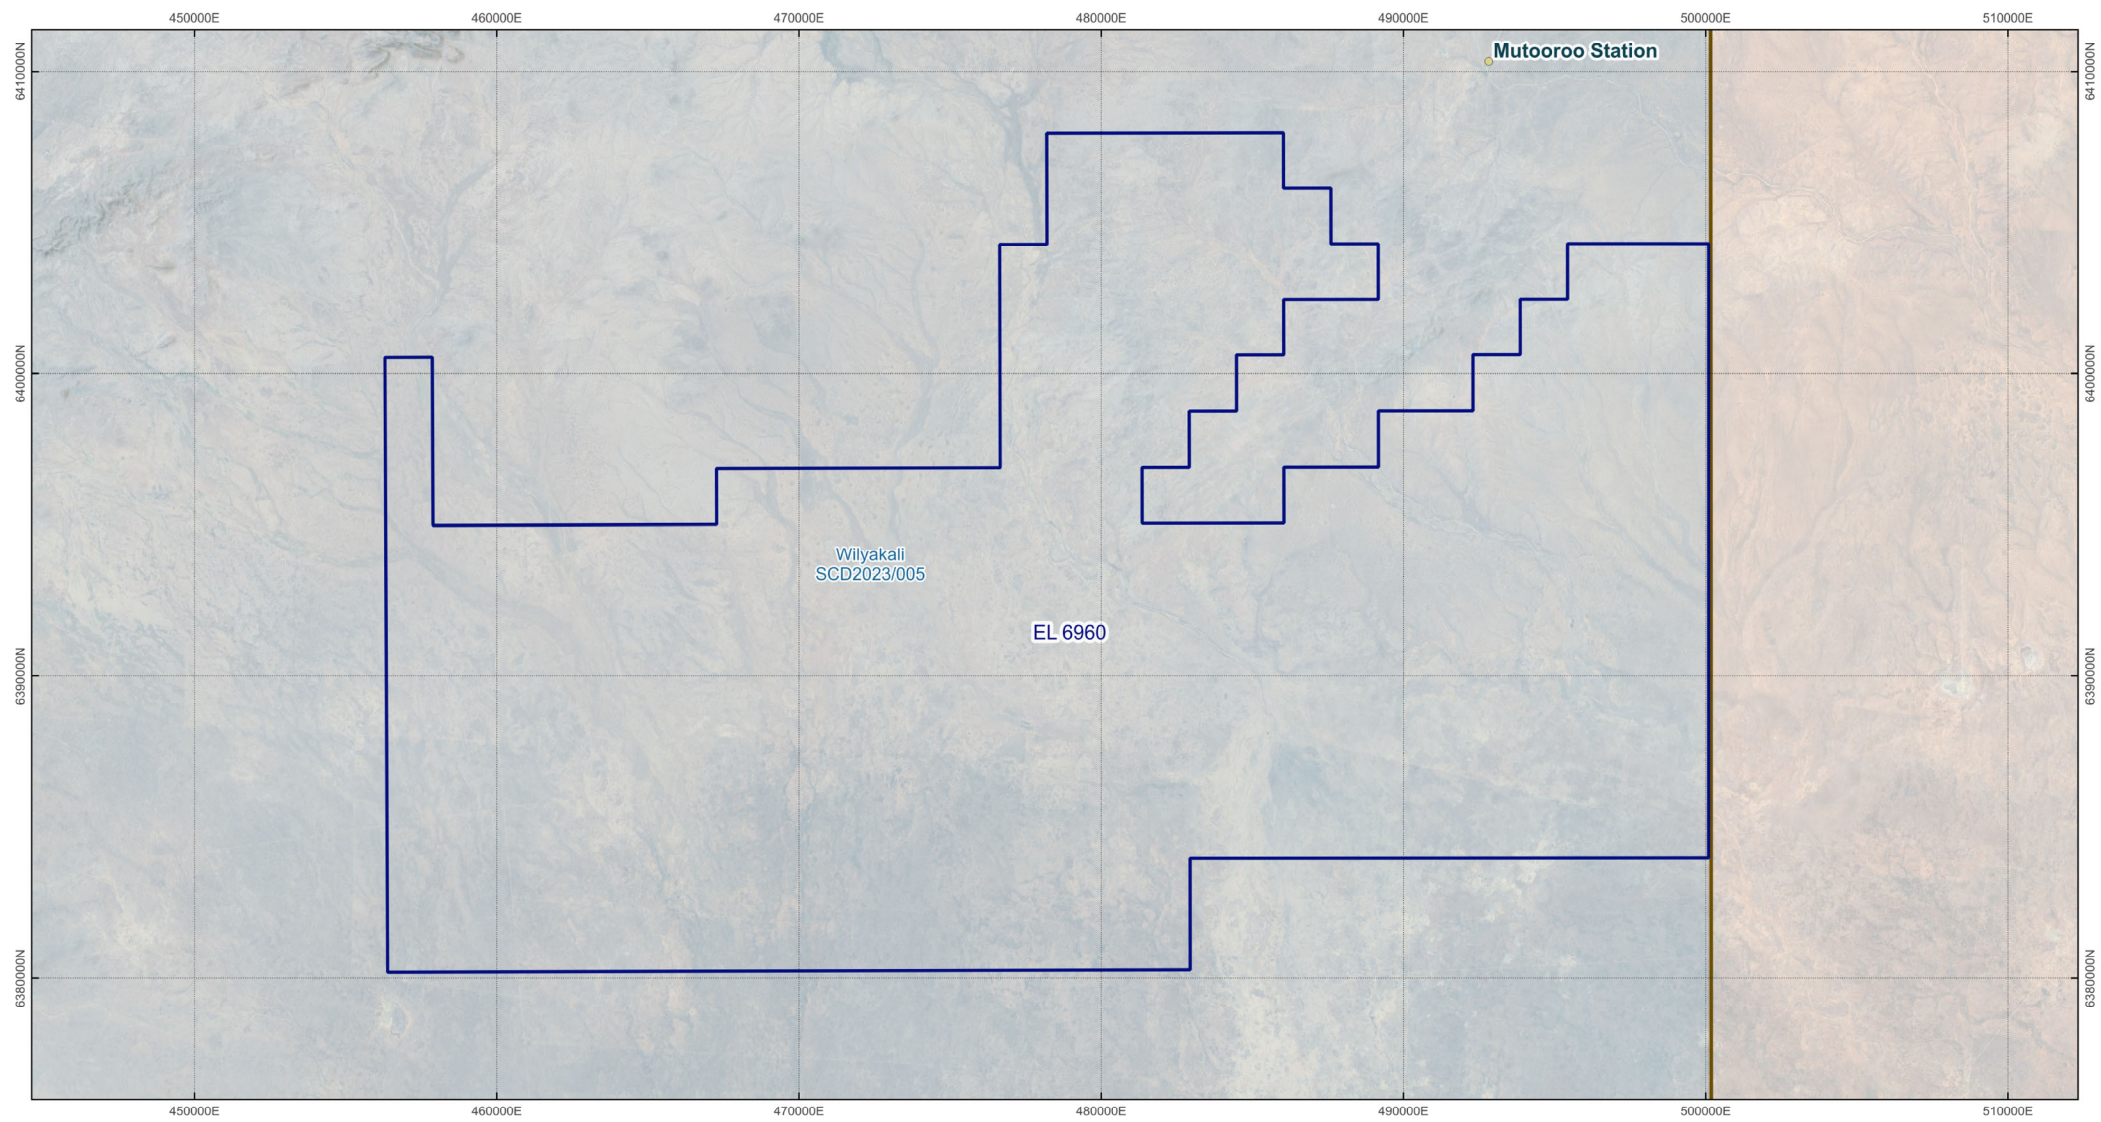 450000E 460000E 470000E 480000E 490000E 500000E 510000E
Mutooroo Station
6410000N 6410000N
6400000N 6400000N
Wilyakali
SCD2023/005
EL 6960
6390000N 6390000N
6380000N 6380000N
450000E 460000E 470000E 480000E 490000E 500000E 510000E